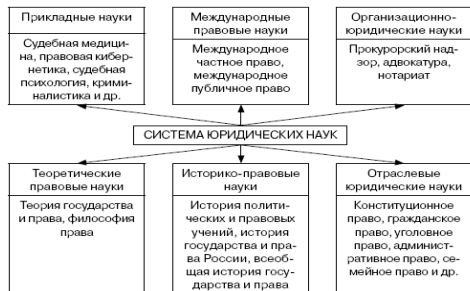 Прикладные науки
Судебная медици-
на, правовая кибер-
нетика, судебная
психология, крими-
налистика и др.
Международные
правовые науки
Международное
частное право,
международное
публичное право
Организационно-
юридические науки
Прокурорский над-
зор, адвокатура,
нотариат
СИСТЕМА ЮРИДИЧЕСКИХ НАУК
Теоретические
правовые науки
Теория государства
и права, философия
права
Историко-правовые
науки
История полити-
ческих и правовых
учений, история
государства и пра-
ва России, всеоб-
щая история госу-
дарства и права
Отраслевые
юридические науки
Конституционное
право, гражданское
право, уголовное
право, админист-
ративное право, се-
мейное право и др.